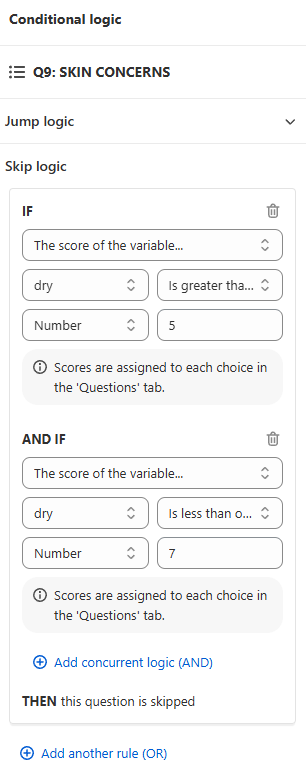 Conditional logic
Q9: SKIN CONCERNS
Jump logic
Skip logic
IF
The score of the variable...
dry
Is greater tha...
Number
5
Scores are assigned to each choice in
the 'Questions' tab.
AND IF
The score of the variable...
dry
Is less than o...
Number
7
Scores are assigned to each choice in
the 'Questions' tab.
Add concurrent logic (AND)
THEN this question is skipped
Add another rule (OR)